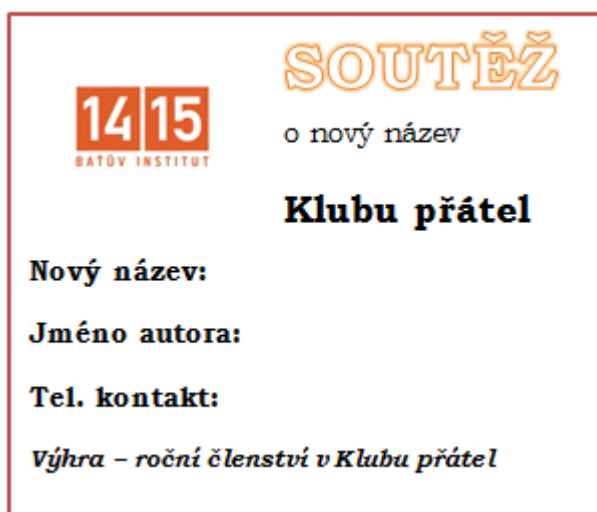 SOUTĚŽ
14 15
BAŤŮV INSTITUT
o nový název
Klubu přátel
Nový název:
Jméno autora:
Tel. kontakt:
Výhra – roční členství v Klubu přátel